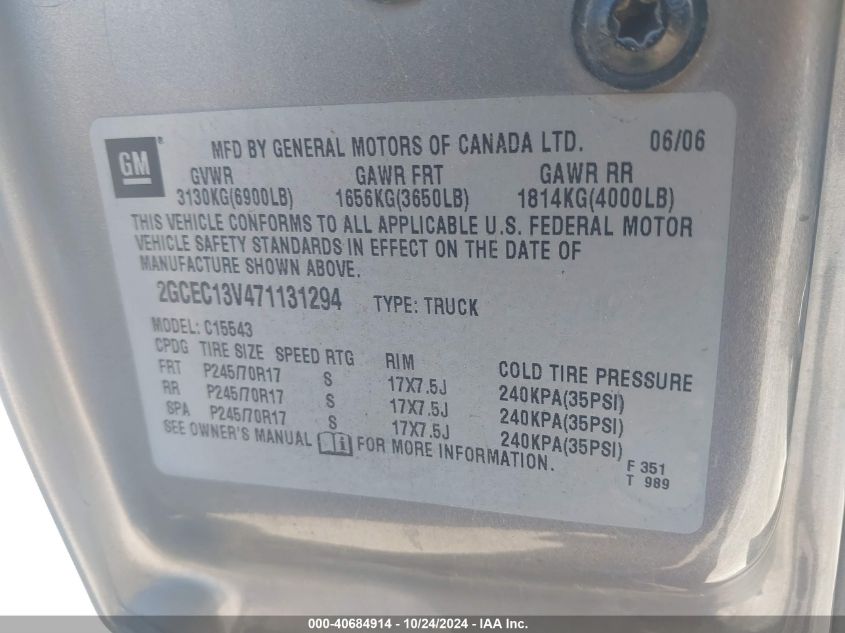 GM
MFD BY GENERAL MOTORS OF CANADA LTD. 06/06
GVWR GAWR FRT GAWR RR
3130KG(6900LB) 1656KG(3650LB) 1814KG(4000LB)
THIS VEHICLE CONFORMS TO ALL APPLICABLE U.S. FEDERAL MOTOR
VEHICLE SAFETY STANDARDS IN EFFECT ON THE DATE OF
MANUFACTURE SHOWN ABOVE.
2GCEC13V471131294 TYPE: TRUCK
MODEL: C15543
CPDG TIRE SIZE SPEED RTG RIM COLD TIRE PRESSURE
FRT P245/70R17 S 17X7.5J 240KPA(35PSI)
RR P245/70R17 S 17X7.5J 240KPA(35PSI)
SPA P245/70R17 S 17X7.5J 240KPA(35PSI)
SEE OWNER'S MANUAL FOR MORE INFORMATION.
F 351
T 989
000-40684914 - 10/24/2024 - IAA Inc.